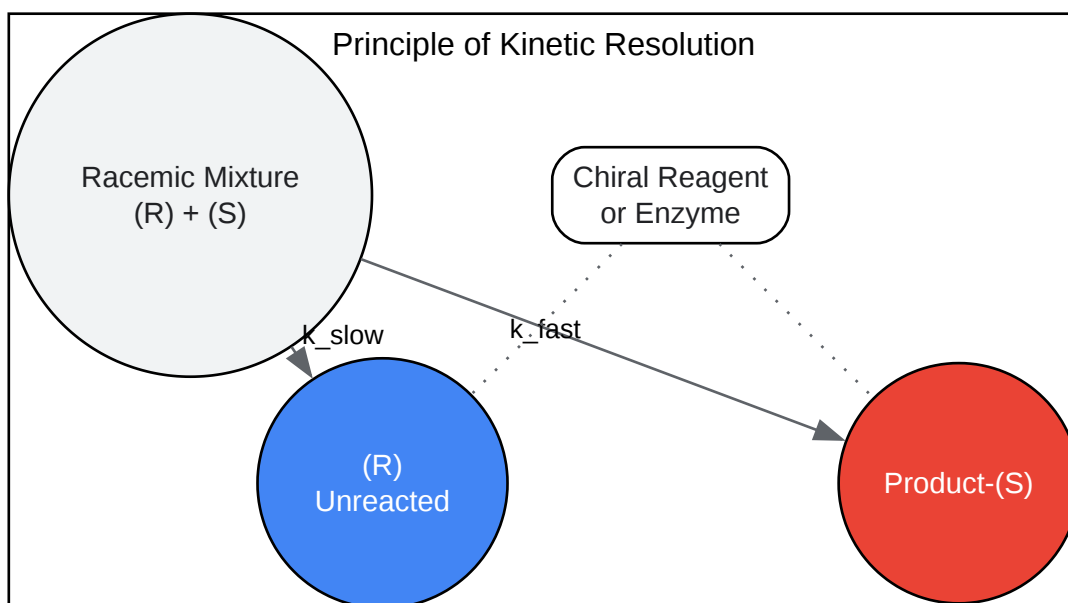 Principle of Kinetic Resolution
Racemic Mixture
(R) + (S)
Chiral Reagent
or Enzyme
k_slow
k_fast
(R)
Unreacted
Product-(S)